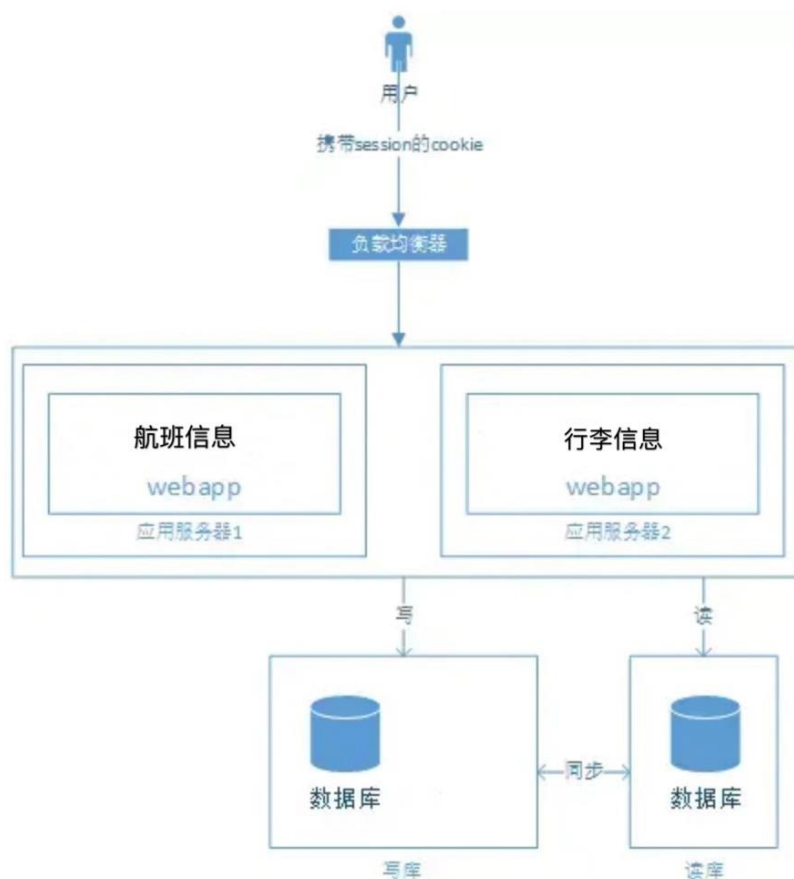 用户
携带session的cookie
负载均衡器
航班信息
webapp
应用服务器1
行李信息
webapp
应用服务器2
写
读
数据库
同步
数据库
写库
读库